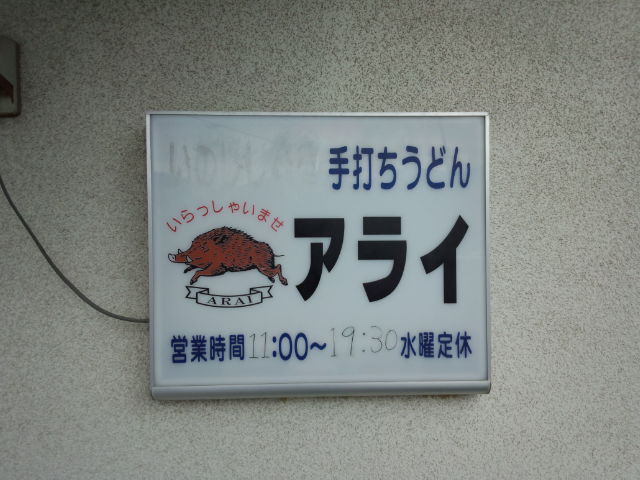 手打ちうどん
いらっしゃいませ
アライ
ARAI
営業時間11:00～19:30水曜定休